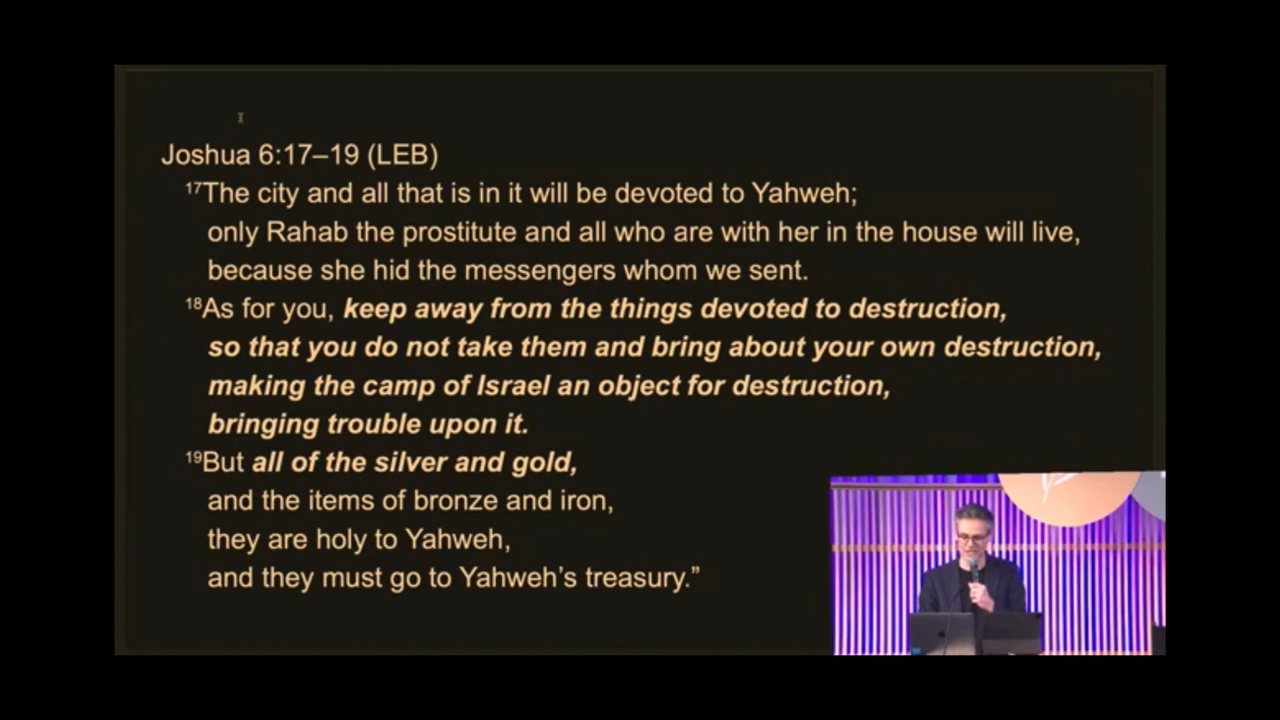 Joshua 6:17–19 (LEB)
¹⁷The city and all that is in it will be devoted to Yahweh;
only Rahab the prostitute and all who are with her in the house will live,
because she hid the messengers whom we sent.
¹⁸As for you, keep away from the things devoted to destruction,
so that you do not take them and bring about your own destruction,
making the camp of Israel an object for destruction,
bringing trouble upon it.
¹⁹But all of the silver and gold,
and the items of bronze and iron,
they are holy to Yahweh,
and they must go to Yahweh’s treasury.”